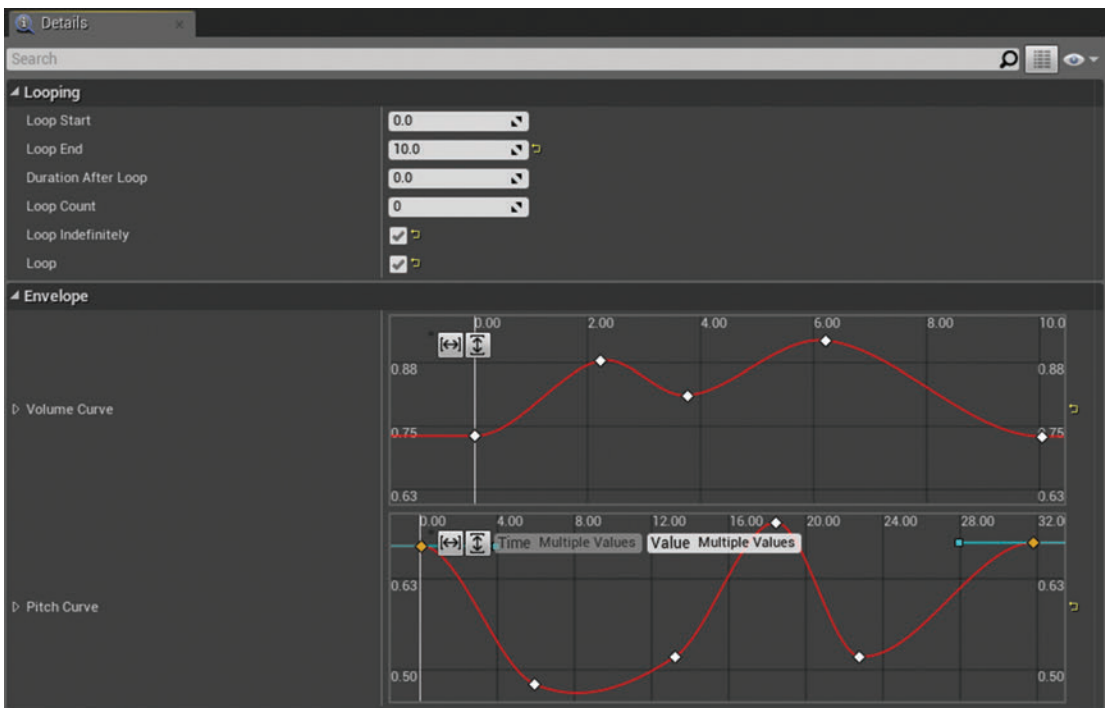 Details
Search
Looping
Loop Start 0.0
Loop End 10.0
Duration After Loop 0.0
Loop Count 0
Loop Indefinitely
Loop
Envelope
0.00 2.00 4.00 6.00 8.00 10.0
0.88 0.88
Volume Curve
0.75 0.75
0.63 0.63
0.00 4.00 8.00 12.00 16.00 20.00 24.00 28.00 32.0
Time Multiple Values Value Multiple Values
0.63 0.63
Pitch Curve
0.50 0.50